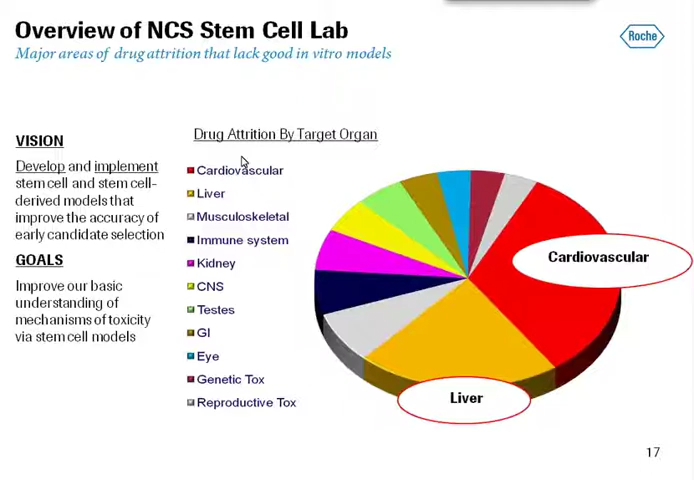 Overview of NCS Stem Cell Lab
Major areas of drug attrition that lack good in vitro models
Roche
VISION
Develop and implement
stem cell and stem cell-
derived models that
improve the accuracy of
early candidate selection
GOALS
Improve our basic
understanding of
mechanisms of toxicity
via stem cell models
Drug Attrition By Target Organ
Cardiovascular
Liver
Musculoskeletal
Immune system
Kidney
CNS
Testes
GI
Eye
Genetic Tox
Reproductive Tox
Cardiovascular
Liver
17